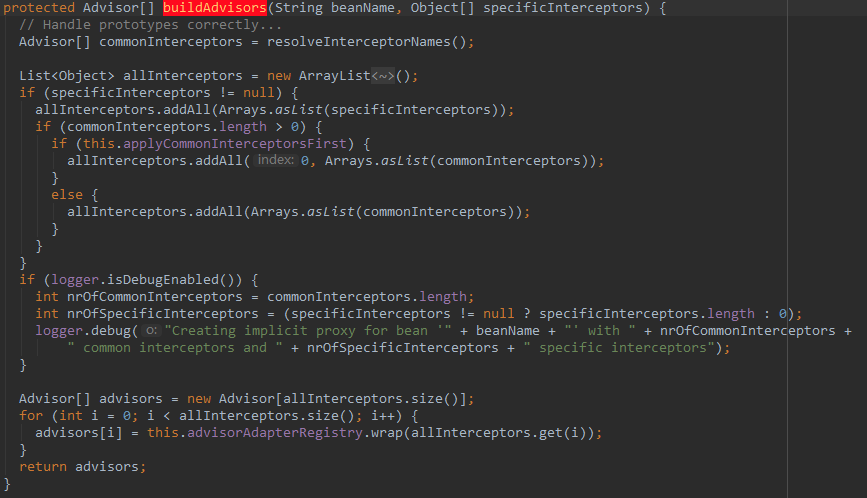 protected Advisor[] buildAdvisors(String beanName, Object[] specificInterceptors) {
// Handle prototypes correctly...
Advisor[] commonInterceptors = resolveInterceptorNames();
List<Object> allInterceptors = new ArrayList<~>();
if (specificInterceptors != null) {
allInterceptors.addAll(Arrays.asList(specificInterceptors));
if (commonInterceptors.length > 0) {
if (this.applyCommonInterceptorsFirst) {
allInterceptors.addAll( index: 0, Arrays.asList(commonInterceptors));
}
else {
allInterceptors.addAll(Arrays.asList(commonInterceptors));
}
}
}
if (logger.isDebugEnabled()) {
int nrOfCommonInterceptors = commonInterceptors.length;
int nrOfSpecificInterceptors = (specificInterceptors != null ? specificInterceptors.length : 0);
logger.debug( o: "Creating implicit proxy for bean '" + beanName + "' with " + nrOfCommonInterceptors +
" common interceptors and " + nrOfSpecificInterceptors + " specific interceptors");
}
Advisor[] advisors = new Advisor[allInterceptors.size()];
for (int i = 0; i < allInterceptors.size(); i++) {
advisors[i] = this.advisorAdapterRegistry.wrap(allInterceptors.get(i));
}
return advisors;
}